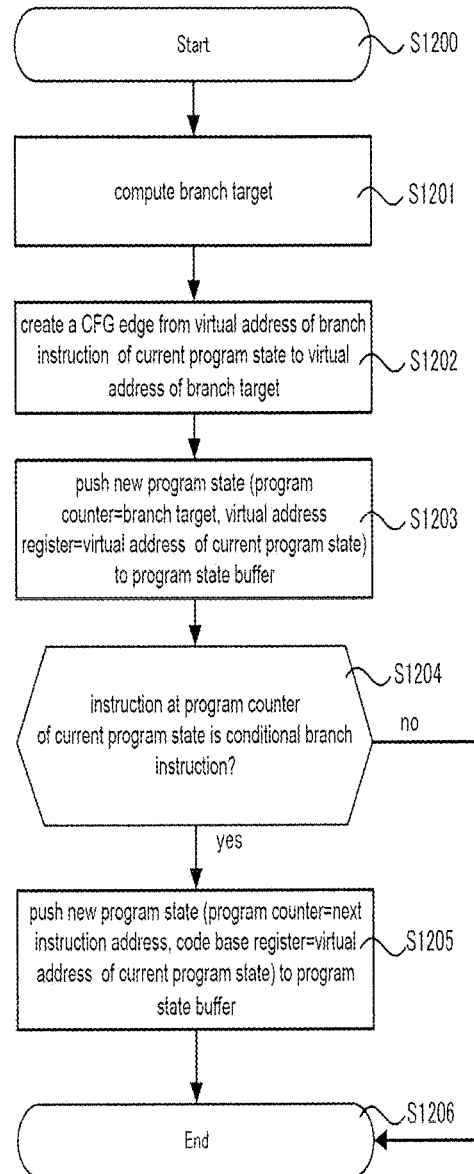 Start
S1200
compute branch target
S1201
create a CFG edge from virtual address of branch
instruction of current program state to virtual
address of branch target
S1202
push new program state (program
counter=branch target, virtual address
register=virtual address of current program state)
to program state buffer
S1203
S1204
instruction at program counter
of current program state is conditional branch
instruction?
no
yes
push new program state (program counter=next
instruction address, code base register=virtual
address of current program state) to program
state buffer
S1205
S1206
End